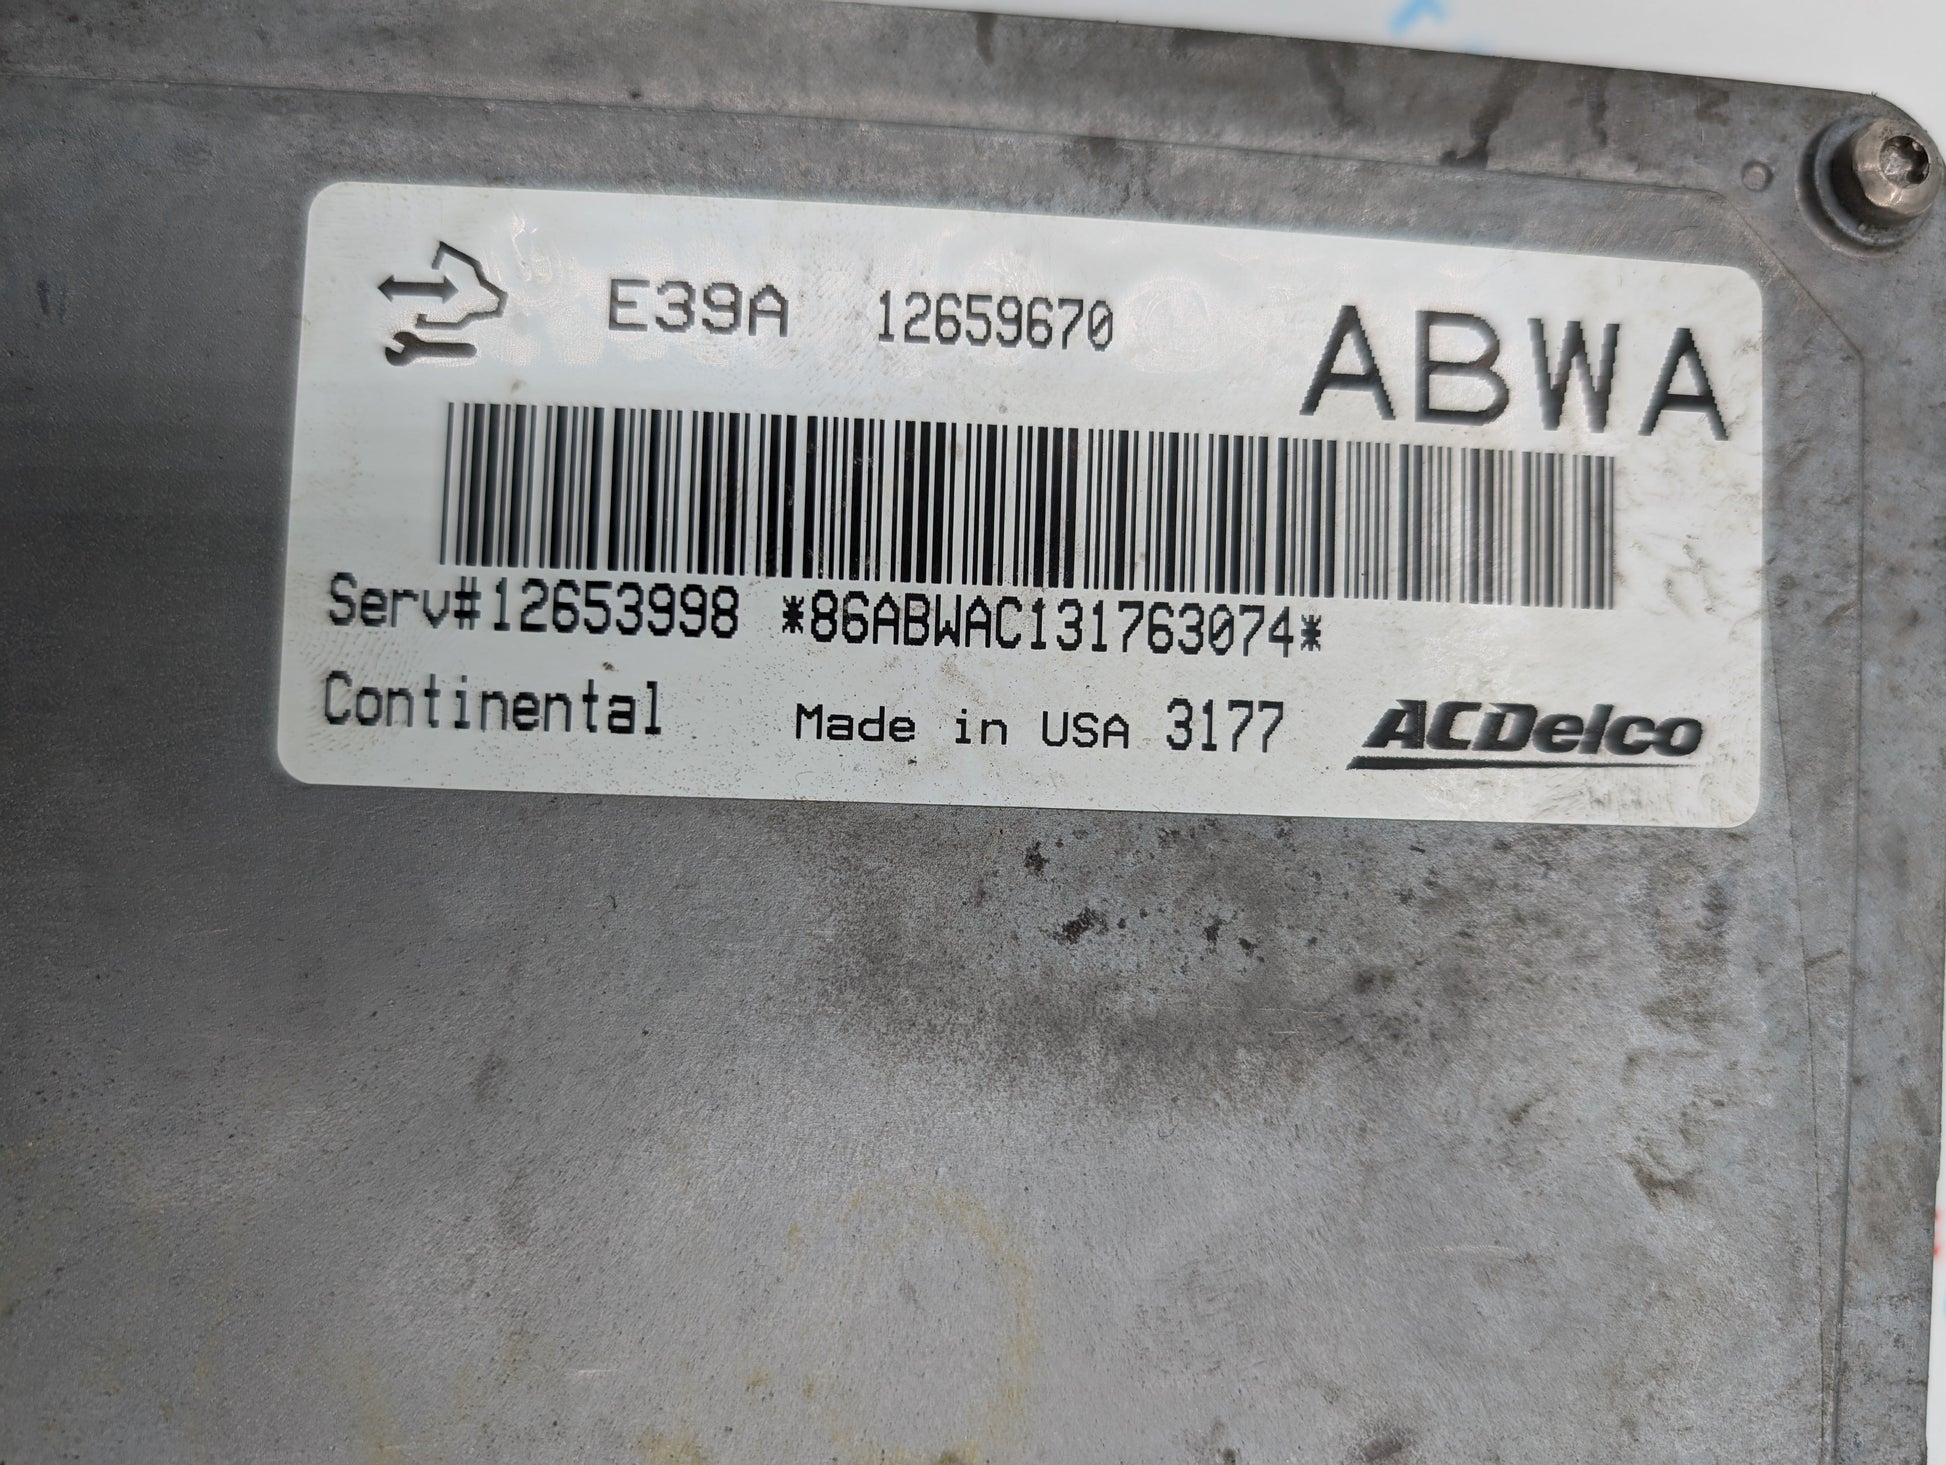 E39A 12659670 ABWA
Serv#12653998 *86ABWAC131763074*
Continental Made in USA 3177 ACDelco